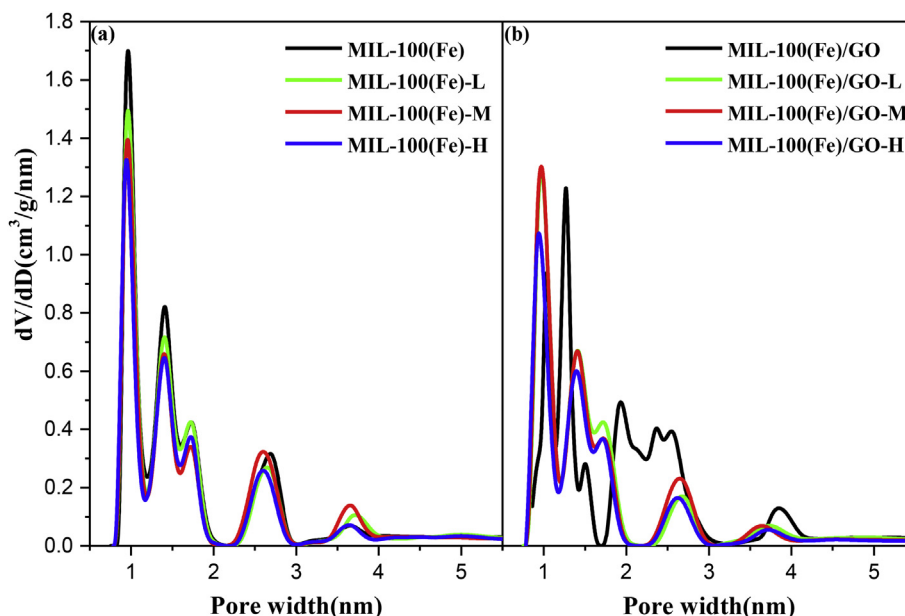 (a)
MIL-100(Fe)
MIL-100(Fe)-L
MIL-100(Fe)-M
MIL-100(Fe)-H
(b)
MIL-100(Fe)/GO
MIL-100(Fe)/GO-L
MIL-100(Fe)/GO-M
MIL-100(Fe)/GO-H
dV/dD(cm³/g/nm)
1.8
1.6
1.4
1.2
1.0
0.8
0.6
0.4
0.2
0.0
1 2 3 4 5 1 2 3 4 5
Pore width(nm) Pore width(nm)